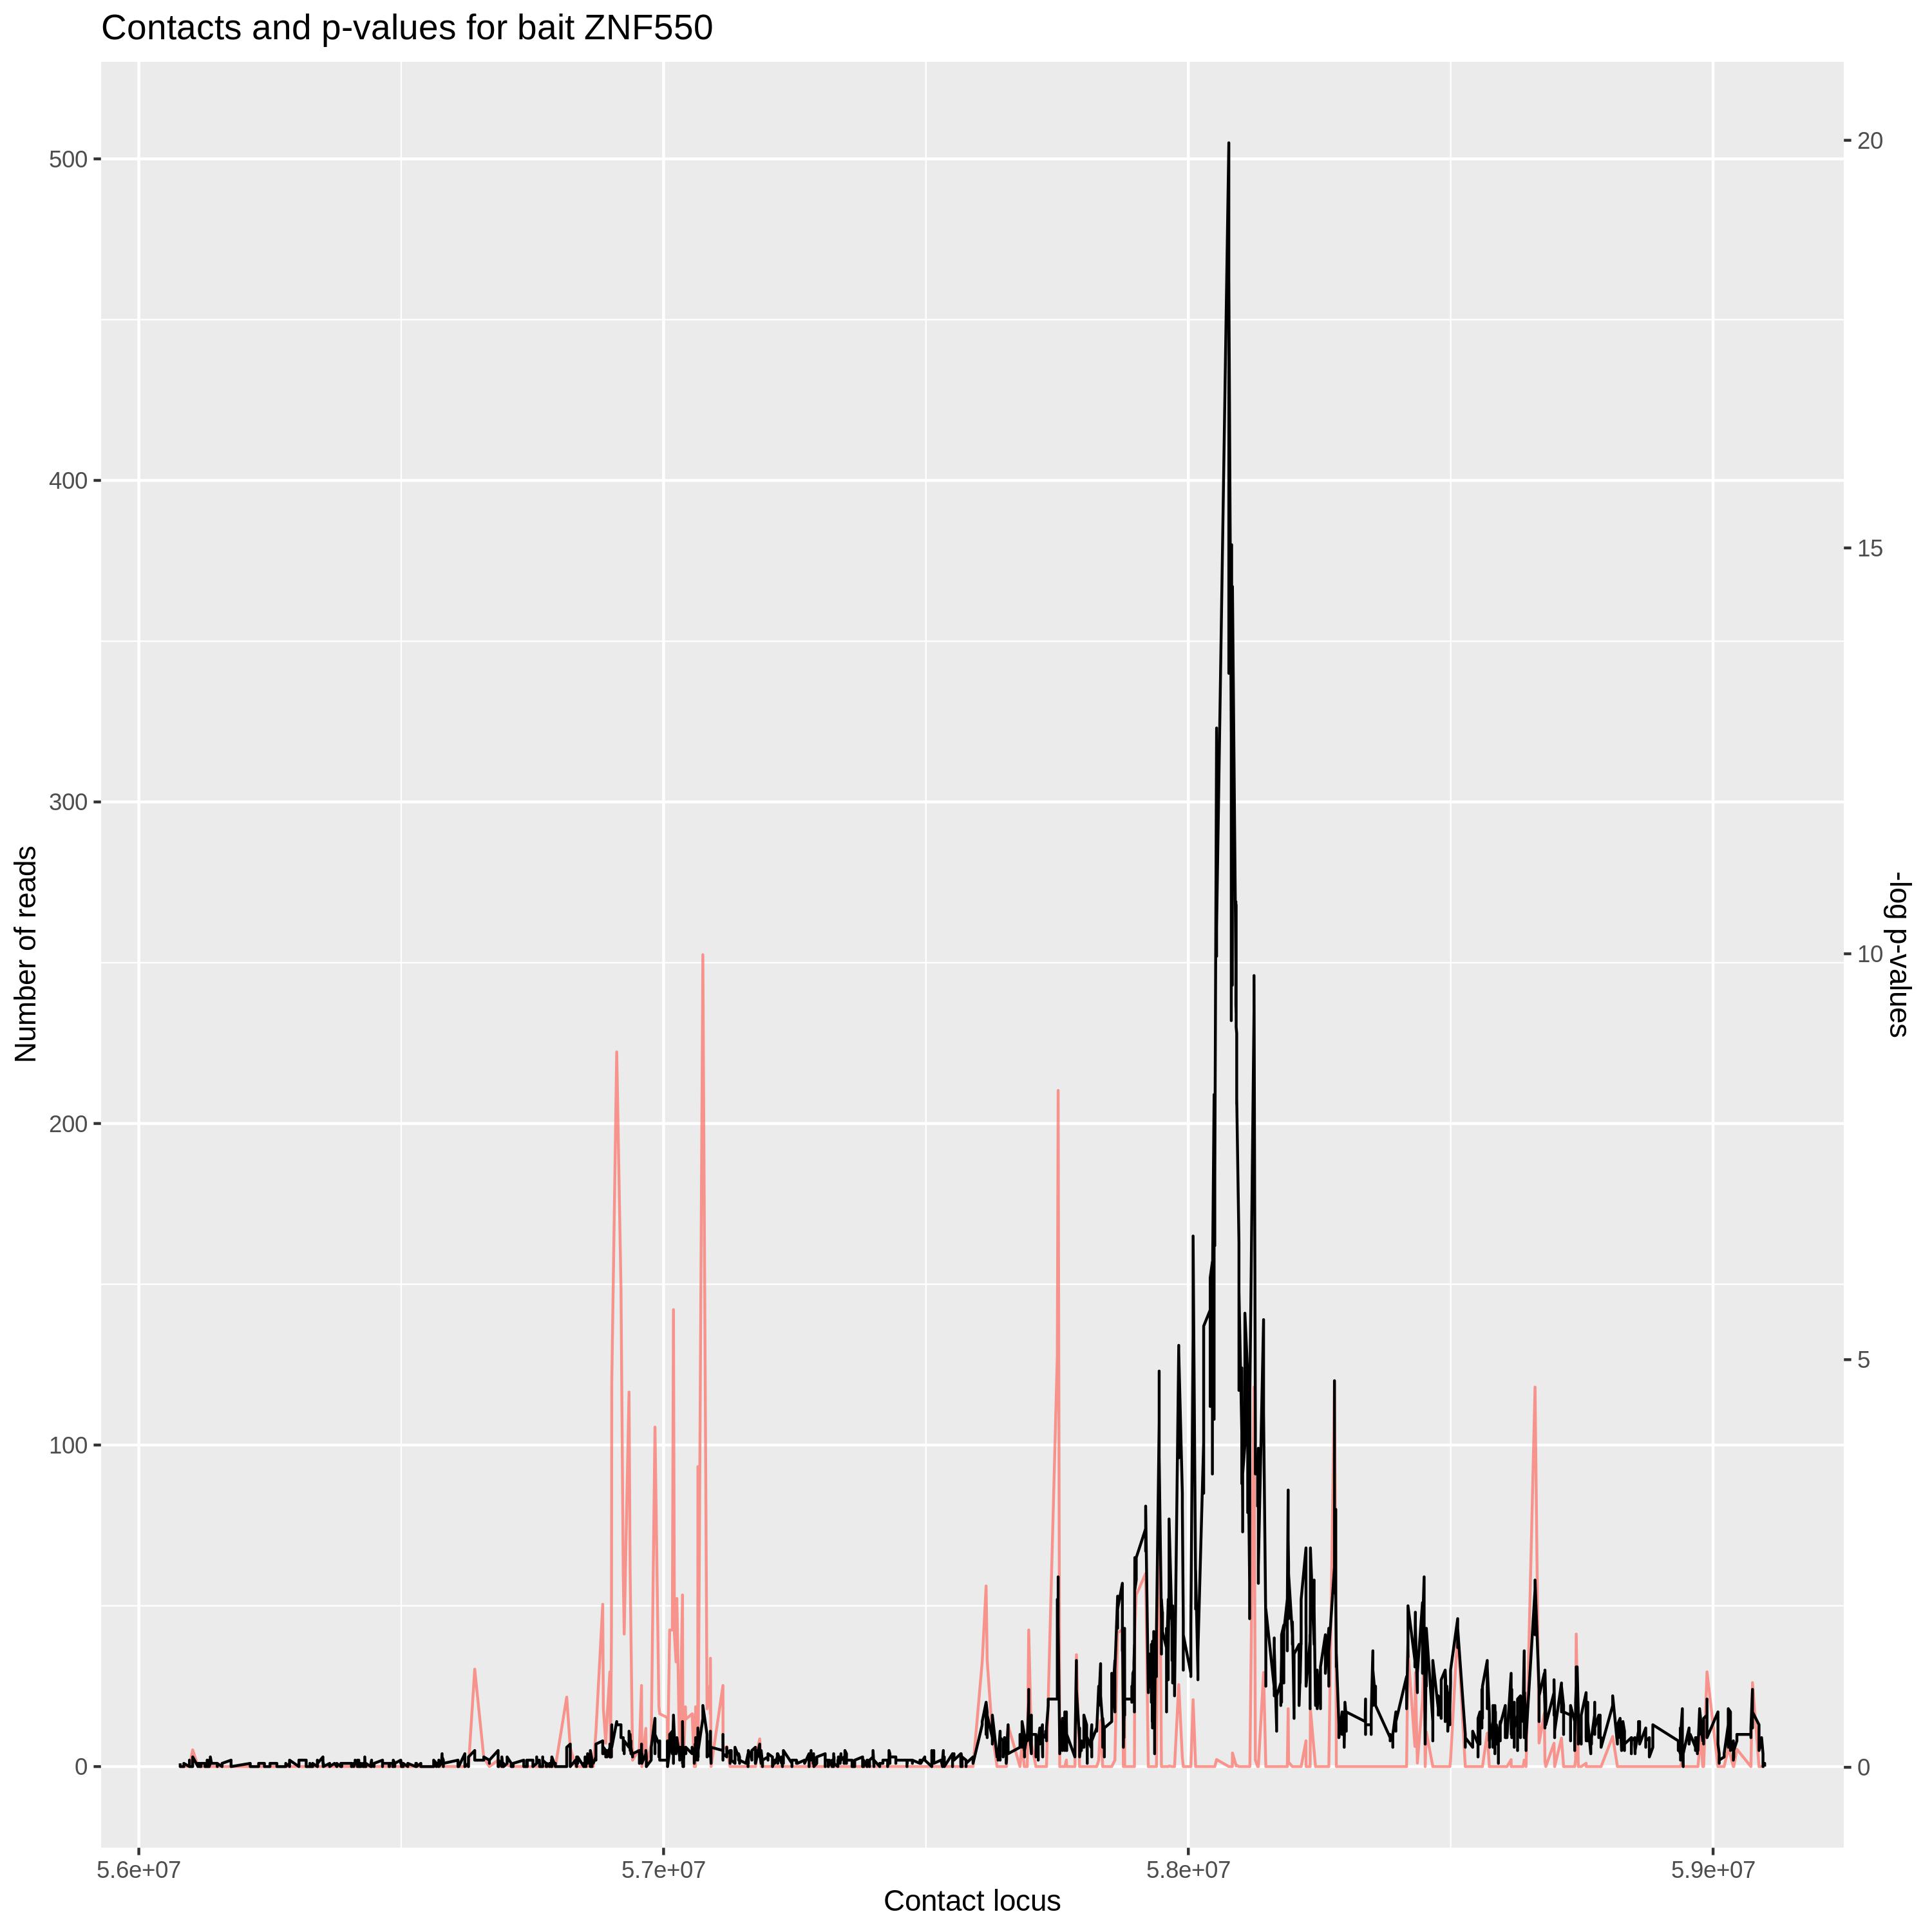 Contacts and p-values for bait ZNF550
500
400
300
200
100
0
Number of reads
20
15
10
5
0
-log p-values
5.6e+07
5.7e+07
5.8e+07
5.9e+07
Contact locus